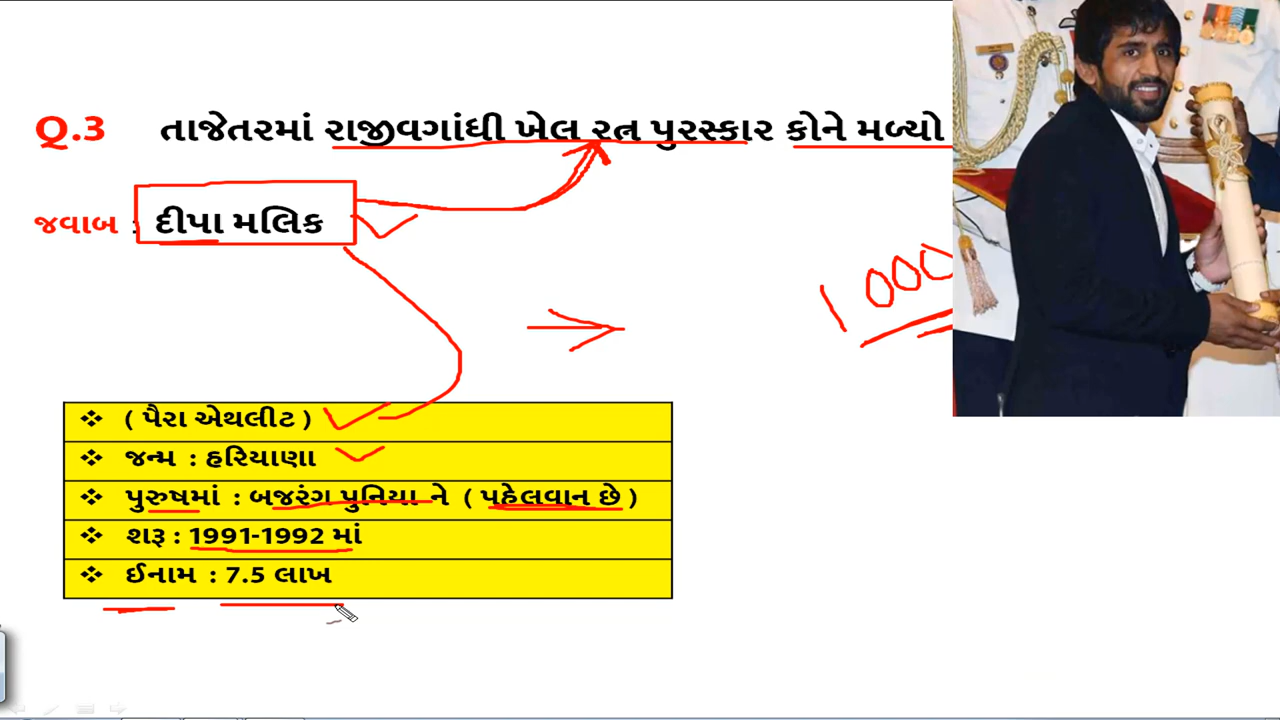 Q.3 તાજેતરમાં રાજીવગાંધી ખેલ રત્ન પુરસ્કાર કોને મળ્યો
જવાબ : દીપા મલિક
1000
❖ ( પૈરા એથલીટ )
❖ જન્મ : હરિયાણા
❖ પુરુષમાં : બજરંગ પુનિયા ને ( પહેલવાન છે )
❖ શરૂ : 1991-1992 માં
❖ ઈનામ : 7.5 લાખ